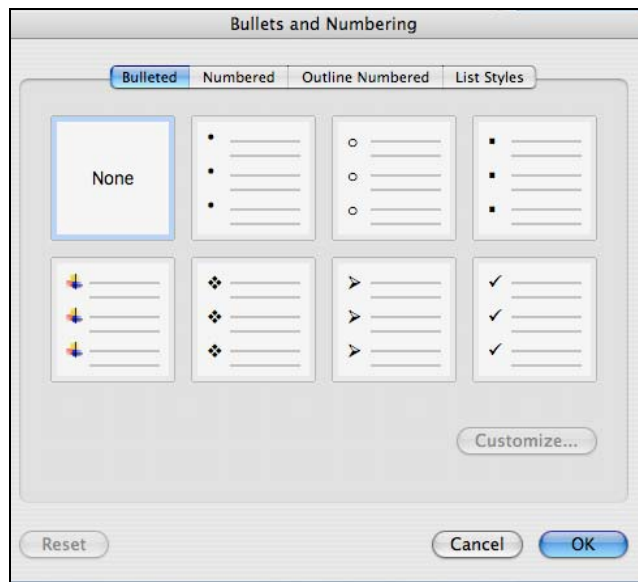 Bullets and Numbering
Bulleted Numbered Outline Numbered List Styles
None
Customize...
Reset Cancel OK